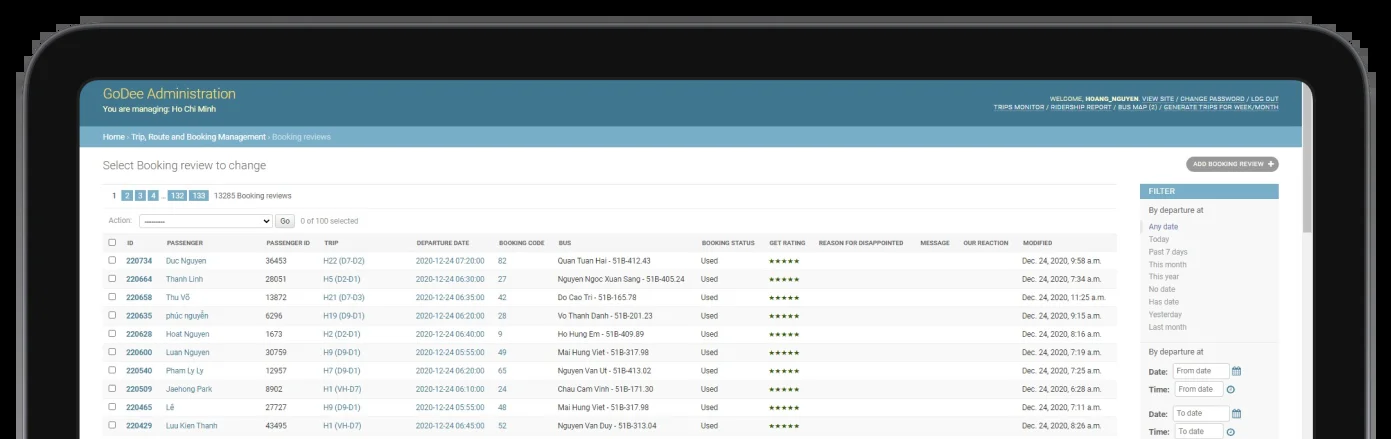 GoDee Administration
You are managing: Ho Chi Minh
WELCOME, HOANG_NGUYEN. VIEW SITE / CHANGE PASSWORD / LOG OUT
TRIPS MONITOR / RIDERSHIP REPORT / BUS MAP (2) / GENERATE TRIPS FOR WEEK/MONTH
Home › Trip, Route and Booking Management › Booking reviews
Select Booking review to change
ADD BOOKING REVIEW +
1 2 3 4 ... 132 133 13285 Booking reviews
Action: --------- Go 0 of 100 selected
ID PASSENGER PASSENGER ID TRIP DEPARTURE DATE BOOKING CODE BUS BOOKING STATUS GET RATING REASON FOR DISAPPOINTED MESSAGE OUR REACTION MODIFIED
220734 Duc Nguyen 36453 H22 (D7-D2) 2020-12-24 07:20:00 82 Quan Tuan Hai - 51B-412.43 Used ★★★★★ Dec. 24, 2020, 9:58 a.m.
220664 Thanh Linh 28051 H5 (D2-D1) 2020-12-24 06:30:00 27 Nguyen Ngoc Xuan Sang - 51B-405.24 Used ★★★★★ Dec. 24, 2020, 7:34 a.m.
220658 Thu Võ 13872 H21 (D7-D3) 2020-12-24 06:35:00 42 Do Cao Tri - 51B-165.78 Used ★★★★★ Dec. 24, 2020, 11:25 a.m.
220635 phúc nguyễn 6296 H19 (D9-D1) 2020-12-24 06:20:00 28 Vo Thanh Danh - 51B-201.23 Used ★★★★★ Dec. 24, 2020, 9:15 a.m.
220628 Hoat Nguyen 1673 H2 (D2-D1) 2020-12-24 06:40:00 9 Ho Hung Em - 51B-409.89 Used ★★★★★ Dec. 24, 2020, 8:16 a.m.
220600 Luan Nguyen 30759 H9 (D9-D1) 2020-12-24 05:55:00 49 Mai Hung Viet - 51B-317.98 Used ★★★★★ Dec. 24, 2020, 7:19 a.m.
220540 Pham Ly Ly 12957 H7 (D9-D1) 2020-12-24 06:20:00 65 Nguyen Van Ut - 51B-413.02 Used ★★★★★ Dec. 24, 2020, 7:25 a.m.
220509 Jaehong Park 8902 H1 (VH-D7) 2020-12-24 06:10:00 24 Chau Cam Vinh - 51B-171.30 Used ★★★★★ Dec. 24, 2020, 6:28 a.m.
220465 Lê 27727 H9 (D9-D1) 2020-12-24 05:55:00 48 Mai Hung Viet - 51B-317.98 Used ★★★★★ Dec. 24, 2020, 7:11 a.m.
220429 Luu Kien Thanh 43495 H1 (VH-D7) 2020-12-24 06:45:00 52 Nguyen Van Duy - 51B-313.04 Used ★★★★★ Dec. 24, 2020, 8:26 a.m.
FILTER
By departure at
Any date
Today
Past 7 days
This month
This year
No date
Has date
Yesterday
Last month
By departure at
Date: From date
Time: From date
Date: To date
Time: To date